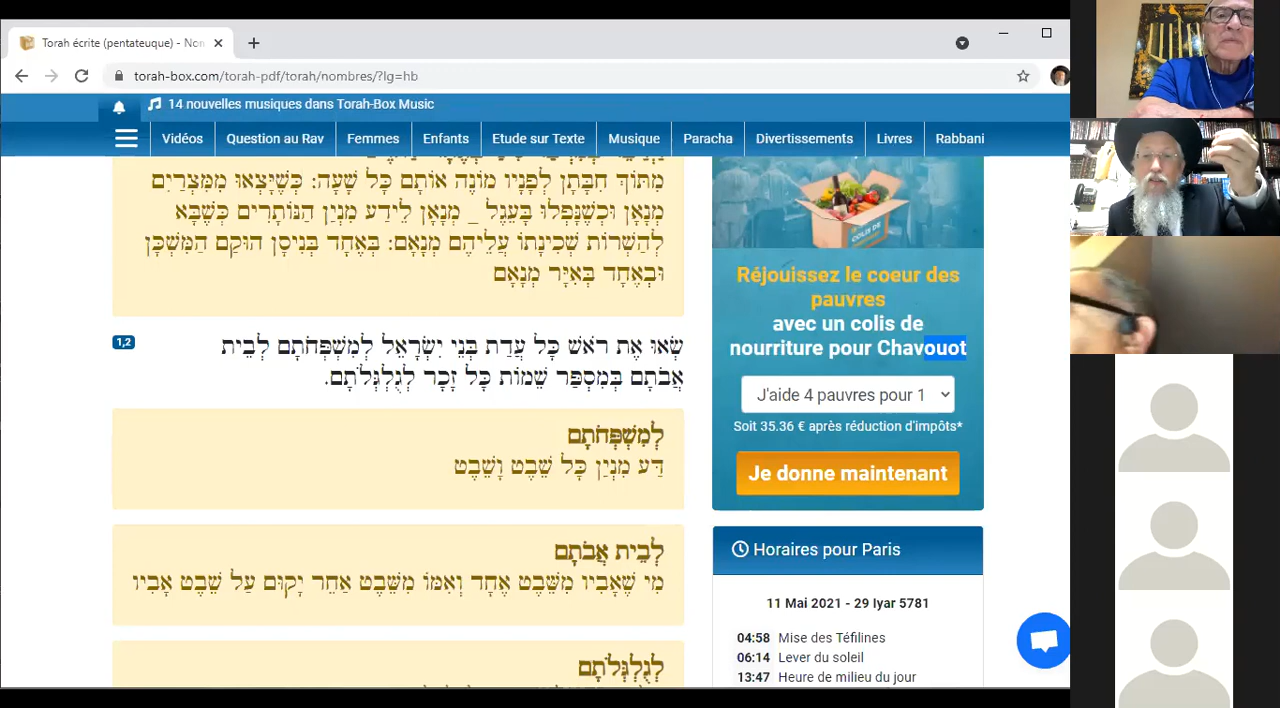 Torah écrite (pentateuque) - Non
torah-box.com/torah-pdf/torah/nombres/?lg=hb
14 nouvelles musiques dans Torah-Box Music
Vidéos Question au Rav Femmes Enfants Etude sur Texte Musique Paracha Divertissements Livres Rabbani
מִתּוֹךְ חִבָּתָן לְפָנָיו מוֹנֶה אוֹתָם כָּל שָׁעָה: כְּשֶׁיָּצְאוּ מִמִּצְרַיִם
מְנָאָן וּכְשֶׁנָּפְלוּ בָּעֵגֶל _ מְנָאָן לֵידַע מִנְיַן הַנּוֹתָרִים כְּשֶׁבָּא
לְהַשְׁרוֹת שְׁכִינָתוֹ עֲלֵיהֶם מְנָאָם: בְּאֶחָד בְּנִיסָן הוּקַם הַמִּשְׁכָּן
וּבְאֶחָד בְּאִיָּר מְנָאָם
1,2
שְׂאוּ אֶת רֹאשׁ כָּל עֲדַת בְּנֵי יִשְׂרָאֵל לְמִשְׁפְּחֹתָם לְבֵית
אֲבֹתָם בְּמִסְפַּר שֵׁמוֹת כָּל זָכָר לְגֻלְגְּלֹתָם.
לְמִשְׁפְּחֹתָם
דַּע מִנְיַן כָּל שֵׁבֶט וָשֵׁבֶט
לְבֵית אֲבֹתָם
מִי שֶׁאָבִיו מִשֵּׁבֶט אֶחָד וְאִמּוֹ מִשֵּׁבֶט אַחֵר יָקוּם עַל שֵׁבֶט אָבִיו
לְגֻלְגְּלֹתָם
COLIS DE
Réjouissez le coeur des
pauvres
avec un colis de
nourriture pour Chavouot
J'aide 4 pauvres pour 1
Soit 35.36 € après réduction d'impôts*
Je donne maintenant
Horaires pour Paris
11 Mai 2021 - 29 Iyar 5781
04:58 Mise des Téfilines
06:14 Lever du soleil
13:47 Heure de milieu du jour